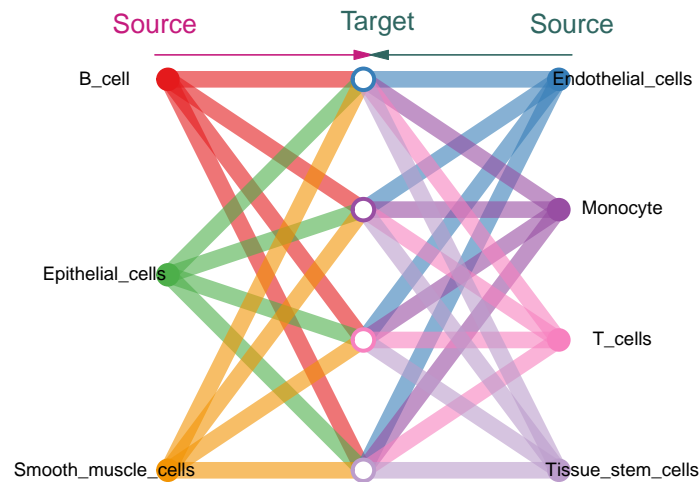 Source
Target
Source
B_cell
Endothelial_cells
Monocyte
Epithelial_cells
T_cells
Smooth_muscle_cells
Tissue_stem_cells